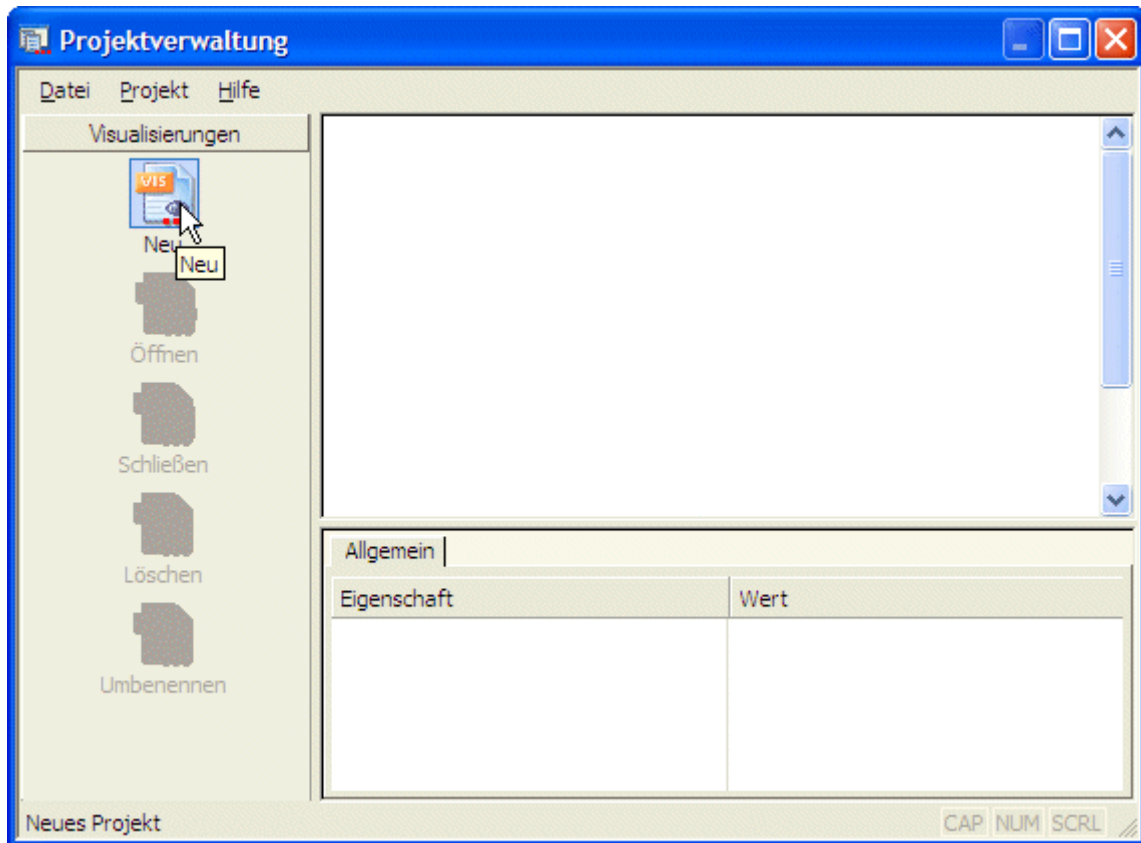 Projektverwaltung
Datei Projekt Hilfe
Visualisierungen
VIS
Neu
Neu
Öffnen
Schließen
Löschen
Umbenennen
Allgemein
Eigenschaft Wert
Neues Projekt CAP NUM SCRL